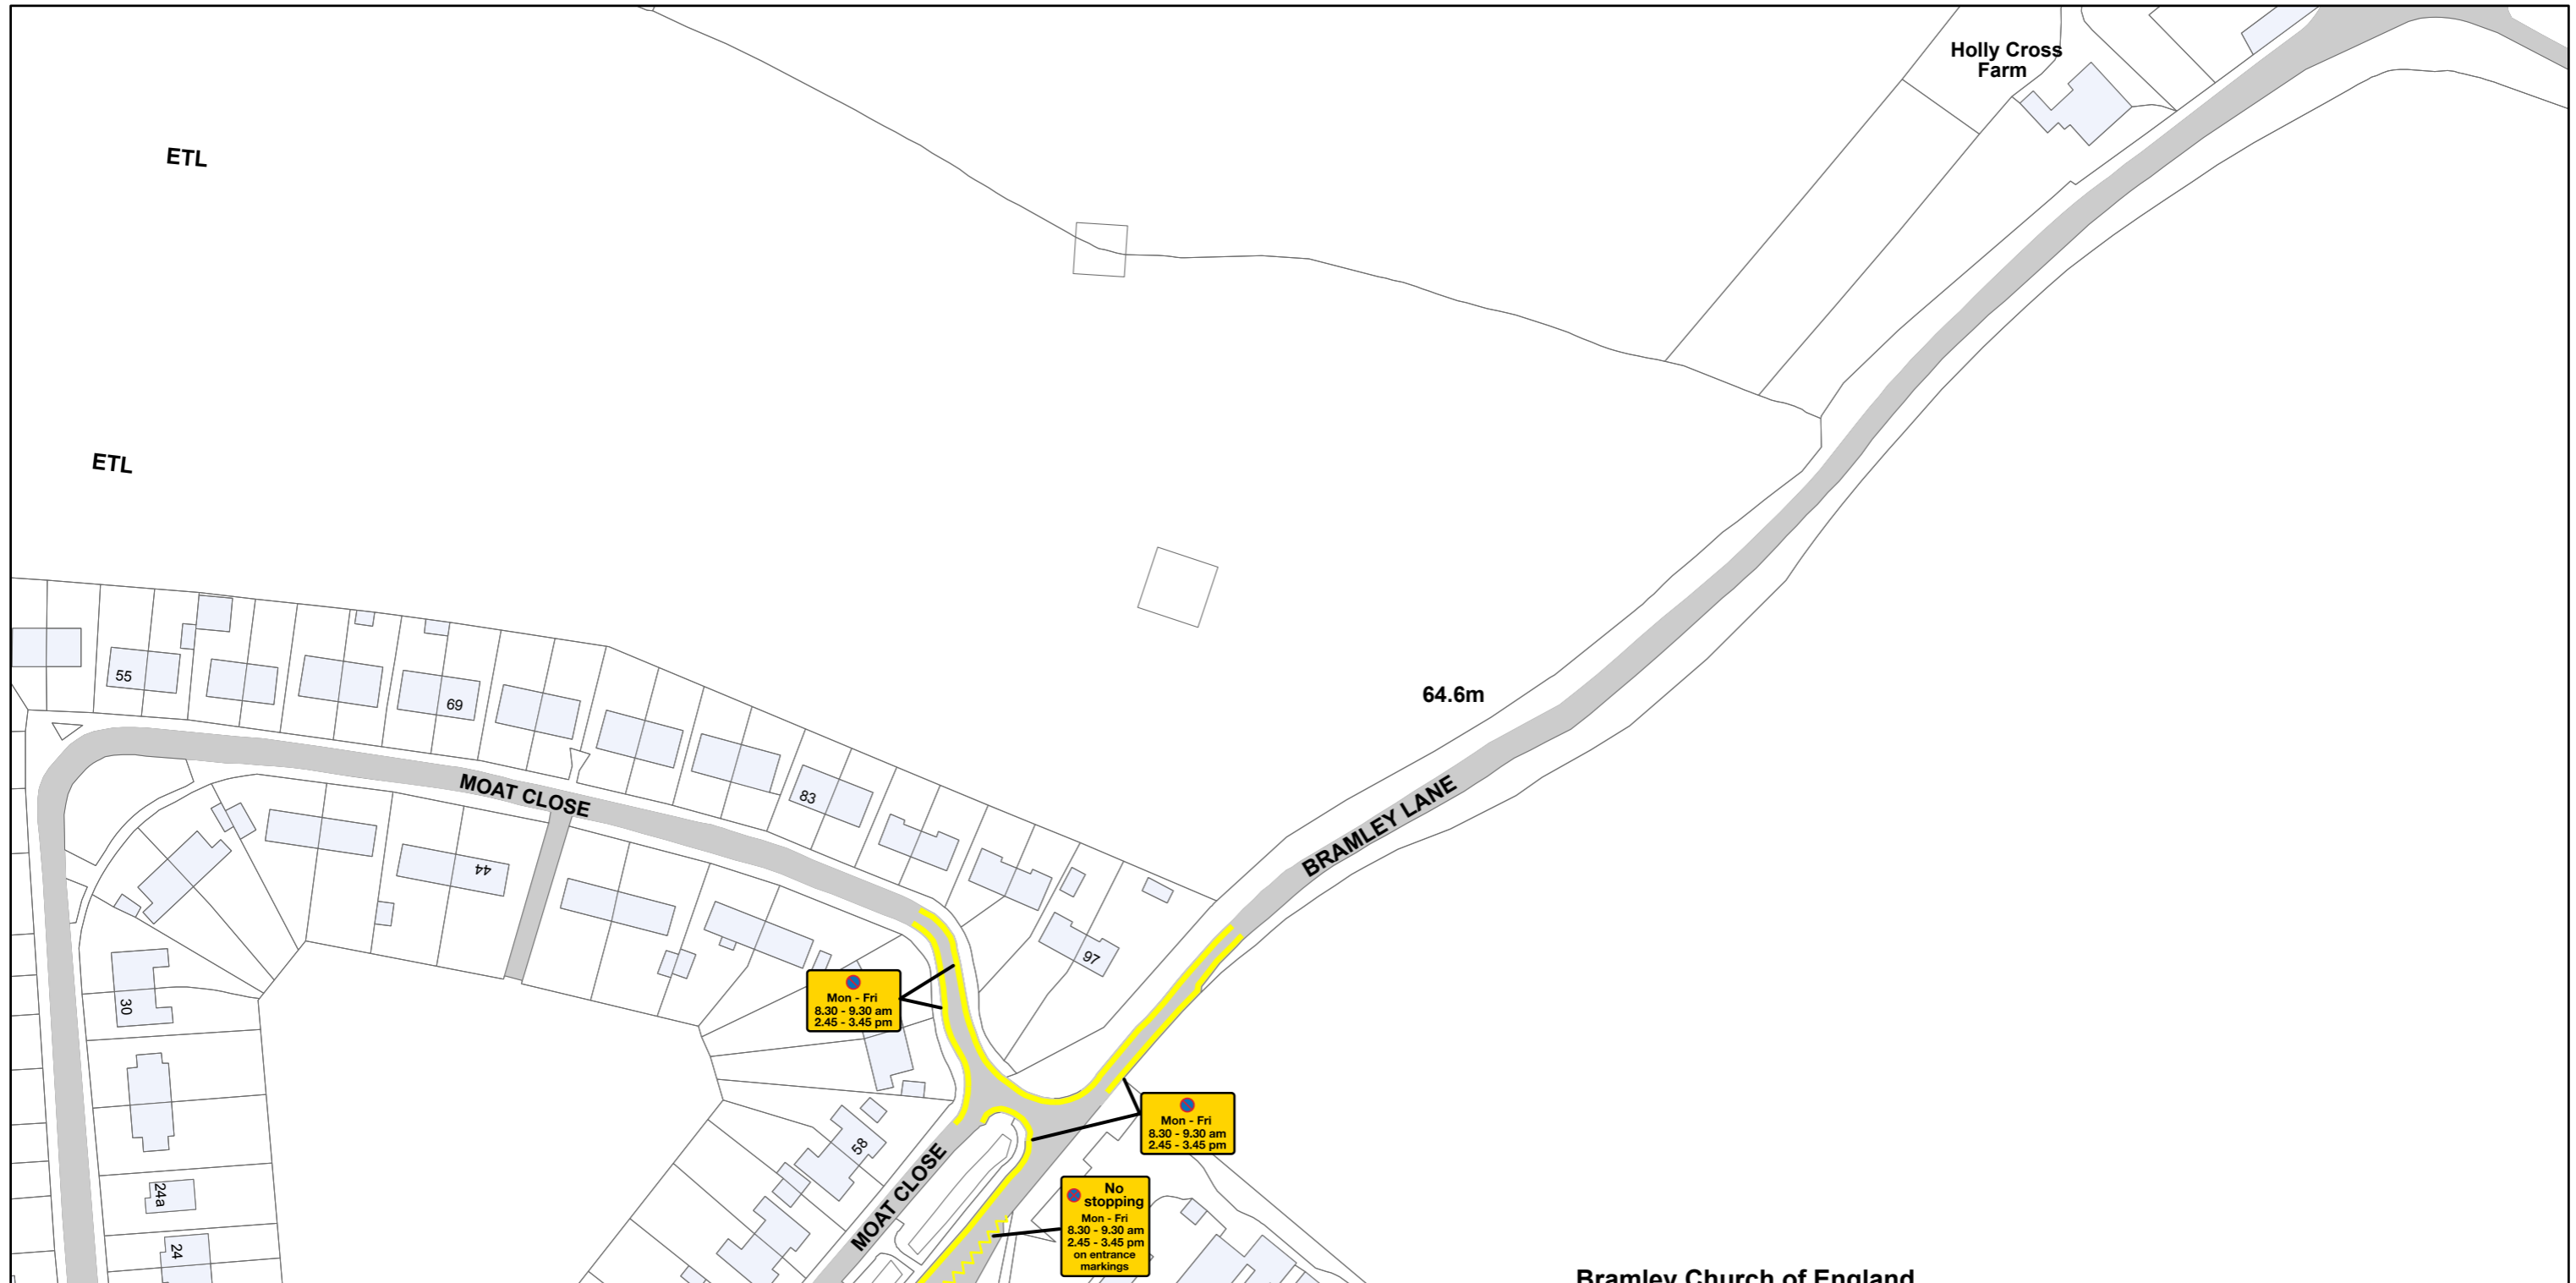 Holly Cross
Farm
ETL
ETL
64.6m
55
69
MOAT CLOSE
83
BRAMLEY LANE
44
97
30
Mon - Fri
8.30 - 9.30 am
2.45 - 3.45 pm
Mon - Fri
8.30 - 9.30 am
2.45 - 3.45 pm
58
MOAT CLOSE
24a
24
No
stopping
Mon - Fri
8.30 - 9.30 am
2.45 - 3.45 pm
on entrance
markings
Bramley Church of England